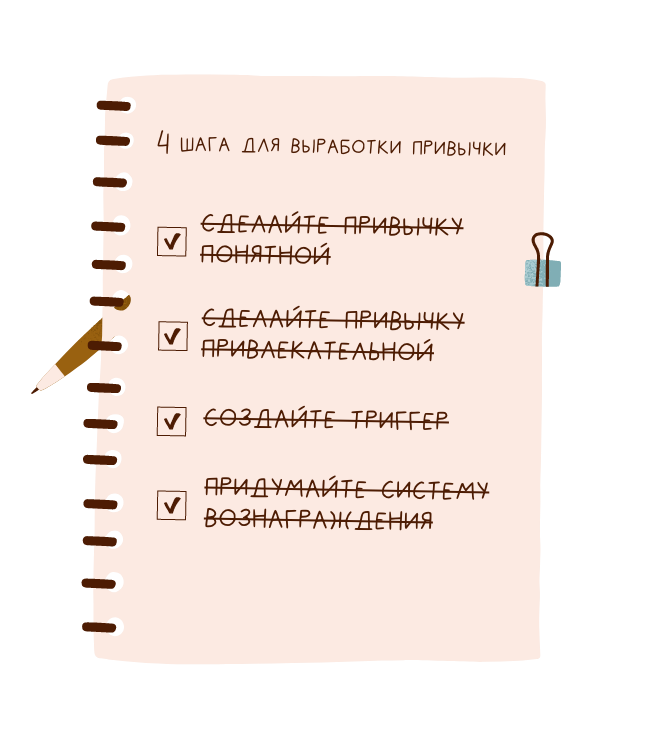 4 ШАГА ДЛЯ ВЫРАБОТКИ ПРИВЫЧКИ
СДЕЛАЙТЕ ПРИВЫЧКУ
ПОНЯТНОЙ
СДЕЛАЙТЕ ПРИВЫЧКУ
ПРИВЛЕКАТЕЛЬНОЙ
СОЗДАЙТЕ ТРИГГЕР
ПРИДУМАЙТЕ СИСТЕМУ
ВОЗНАГРАЖДЕНИЯ